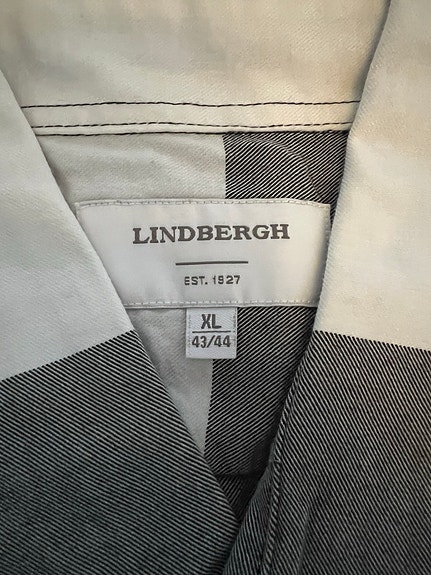 LINDBERGH
EST. 1927
XL
43/44